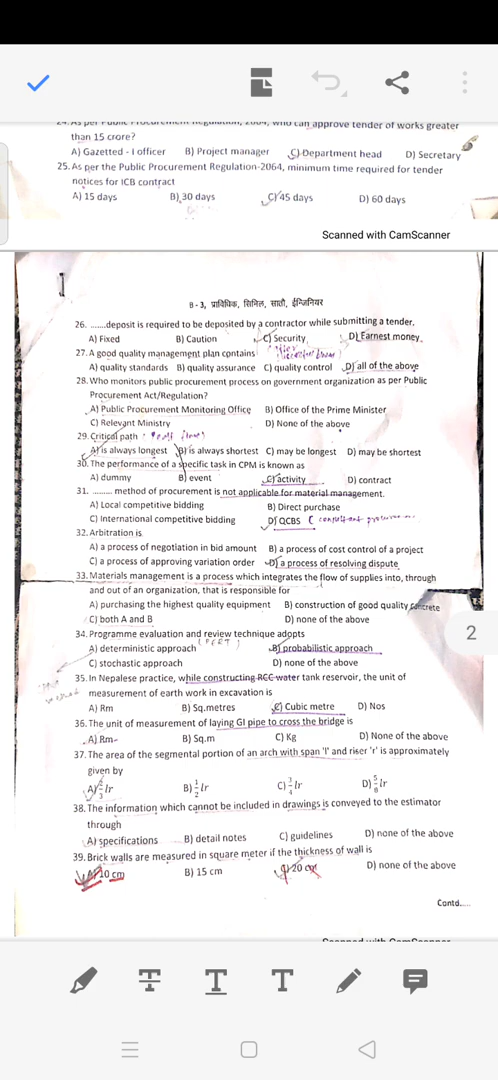 24. As per Public Procurement Regulation, 2064, who can approve tender of works greater
than 15 crore?
A) Gazetted - I officer B) Project manager C) Department head D) Secretary
25. As per the Public Procurement Regulation-2064, minimum time required for tender
notices for ICB contract
A) 15 days B) 30 days C) 45 days D) 60 days
Scanned with CamScanner
B - 3, प्राविधिक, सिभिल, सातौ, ईन्जिनियर
26. .......deposit is required to be deposited by a contractor while submitting a tender.
A) Fixed B) Caution C) Security D) Earnest money
27. A good quality management plan contains
A) quality standards B) quality assurance C) quality control D) all of the above
28. Who monitors public procurement process on government organization as per Public
Procurement Act/Regulation?
A) Public Procurement Monitoring Office B) Office of the Prime Minister
C) Relevant Ministry D) None of the above
29. Critical path
A) is always longest B) is always shortest C) may be longest D) may be shortest
30. The performance of a specific task in CPM is known as
A) dummy B) event C) activity D) contract
31. ......... method of procurement is not applicable for material management.
A) Local competitive bidding B) Direct purchase
C) International competitive bidding D) QCBS (
32. Arbitration is
A) a process of negotiation in bid amount B) a process of cost control of a project
C) a process of approving variation order D) a process of resolving dispute
33. Materials management is a process which integrates the flow of supplies into, through
and out of an organization, that is responsible for
A) purchasing the highest quality equipment B) construction of good quality concrete
C) both A and B D) none of the above
34. Programme evaluation and review technique adopts
(PERT)
A) deterministic approach B) probabilistic approach
C) stochastic approach D) none of the above
35. In Nepalese practice, while constructing RCC water tank reservoir, the unit of
measurement of earth work in excavation is
A) Rm B) Sq.metres C) Cubic metre D) Nos
36. The unit of measurement of laying GI pipe to cross the bridge is
A) Rm B) Sq.m C) Kg D) None of the above
37. The area of the segmental portion of an arch with span 'l' and riser 'r' is approximately
given by
A) 2/3 lr B) 1/2 lr C) 3/4 lr D) 5/8 lr
38. The information which cannot be included in drawings is conveyed to the estimator
through
A) specifications B) detail notes C) guidelines D) none of the above
39. Brick walls are measured in square meter if the thickness of wall is
A) 10 cm B) 15 cm C) 20 cm D) none of the above
Contd.....
2
Scanned with CamScanner